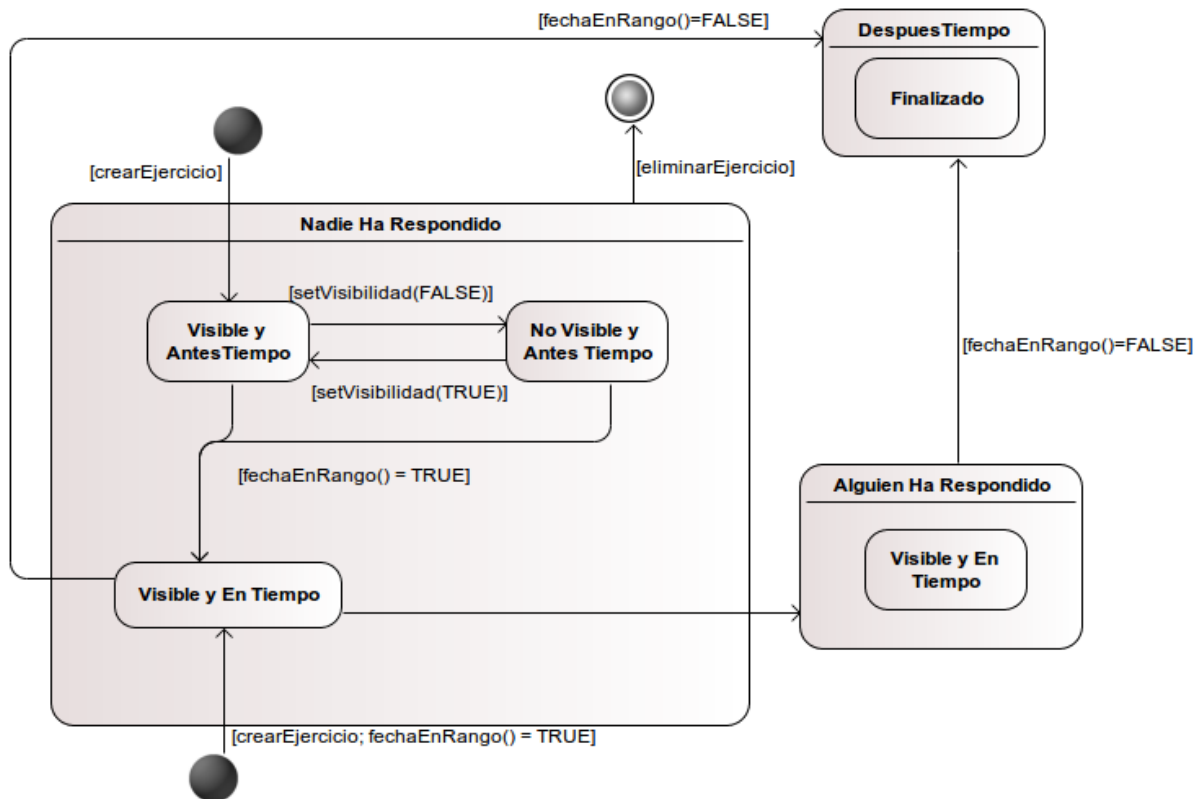 [fechaEnRango()=FALSE]
DespuesTiempo
Finalizado
[crearEjercicio]
[eliminarEjercicio]
Nadie Ha Respondido
[setVisibilidad(FALSE)]
Visible y
AntesTiempo
No Visible y
Antes Tiempo
[setVisibilidad(TRUE)]
[fechaEnRango()=FALSE]
[fechaEnRango() = TRUE]
Alguien Ha Respondido
Visible y En
Tiempo
Visible y En Tiempo
[crearEjercicio; fechaEnRango() = TRUE]